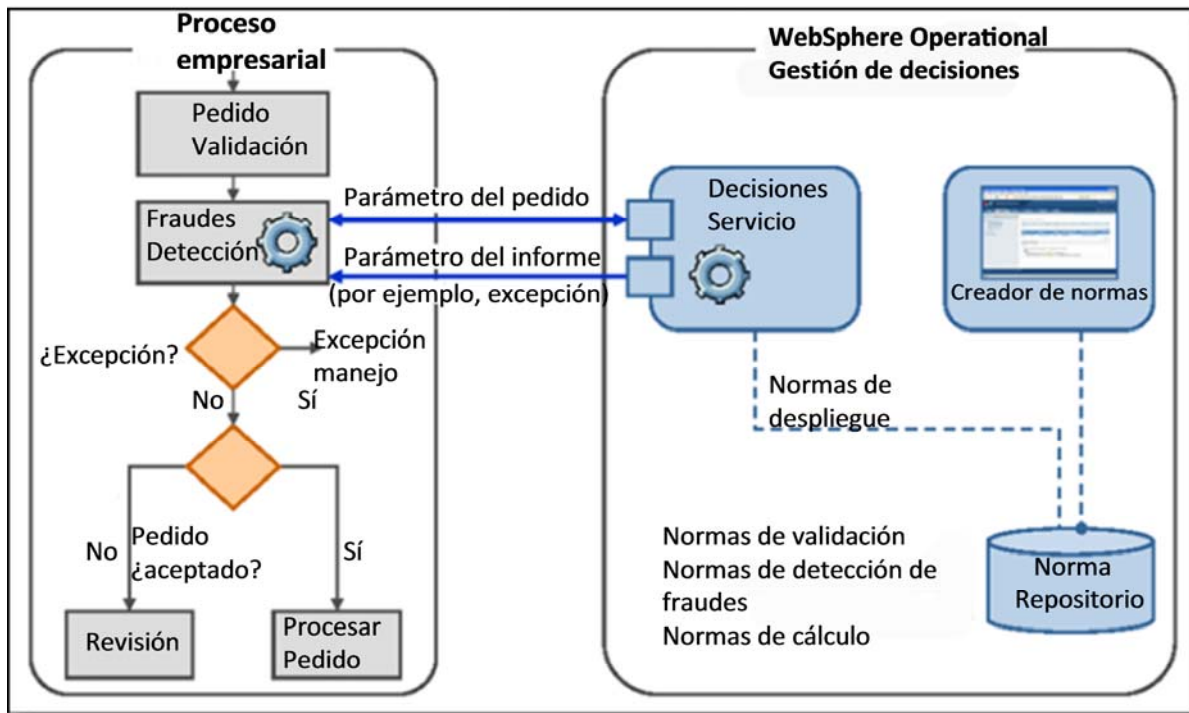 Proceso
empresarial
Pedido
Validación
Fraudes
Detección
¿Excepción?
Excepción
manejo
No
Sí
Pedido
¿aceptado?
No
Sí
Revisión
Procesar
Pedido
Parámetro del pedido
Parámetro del informe
(por ejemplo, excepción)
WebSphere Operational
Gestión de decisiones
Decisiones
Servicio
Creador de normas
Normas de
despliegue
Normas de validación
Normas de detección de
fraudes
Normas de cálculo
Norma
Repositorio